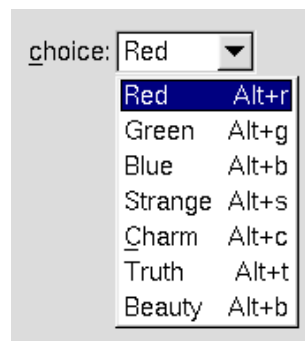 choice: Red
Red Alt+r
Green Alt+g
Blue Alt+b
Strange Alt+s
Charm Alt+c
Truth Alt+t
Beauty Alt+b